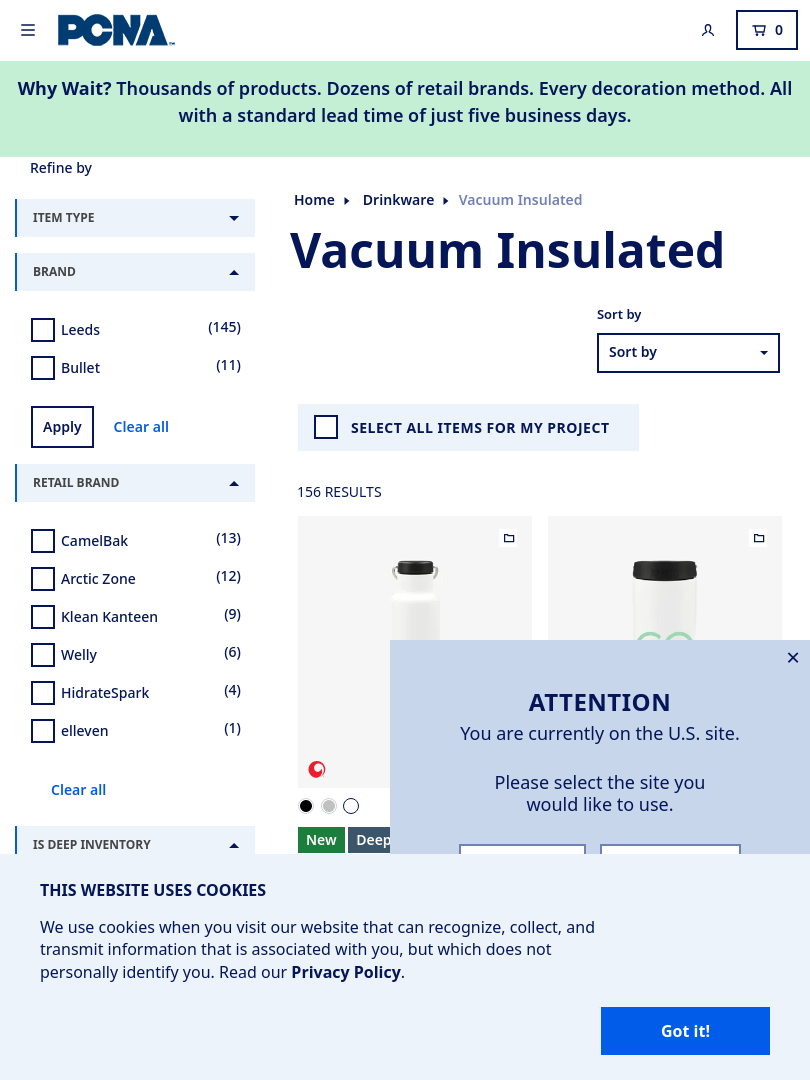 PCNA
0
Why Wait? Thousands of products. Dozens of retail brands. Every decoration method. All
with a standard lead time of just five business days.
Refine by
ITEM TYPE
BRAND
Leeds (145)
Bullet (11)
Apply Clear all
RETAIL BRAND
CamelBak (13)
Arctic Zone (12)
Klean Kanteen (9)
Welly (6)
HidrateSpark (4)
elleven (1)
Clear all
IS DEEP INVENTORY
Home Drinkware Vacuum Insulated
Vacuum Insulated
Sort by
Sort by
SELECT ALL ITEMS FOR MY PROJECT
156 RESULTS
New Deep
ATTENTION
You are currently on the U.S. site.
Please select the site you
would like to use.
THIS WEBSITE USES COOKIES
We use cookies when you visit our website that can recognize, collect, and
transmit information that is associated with you, but which does not
personally identify you. Read our Privacy Policy.
Got it!